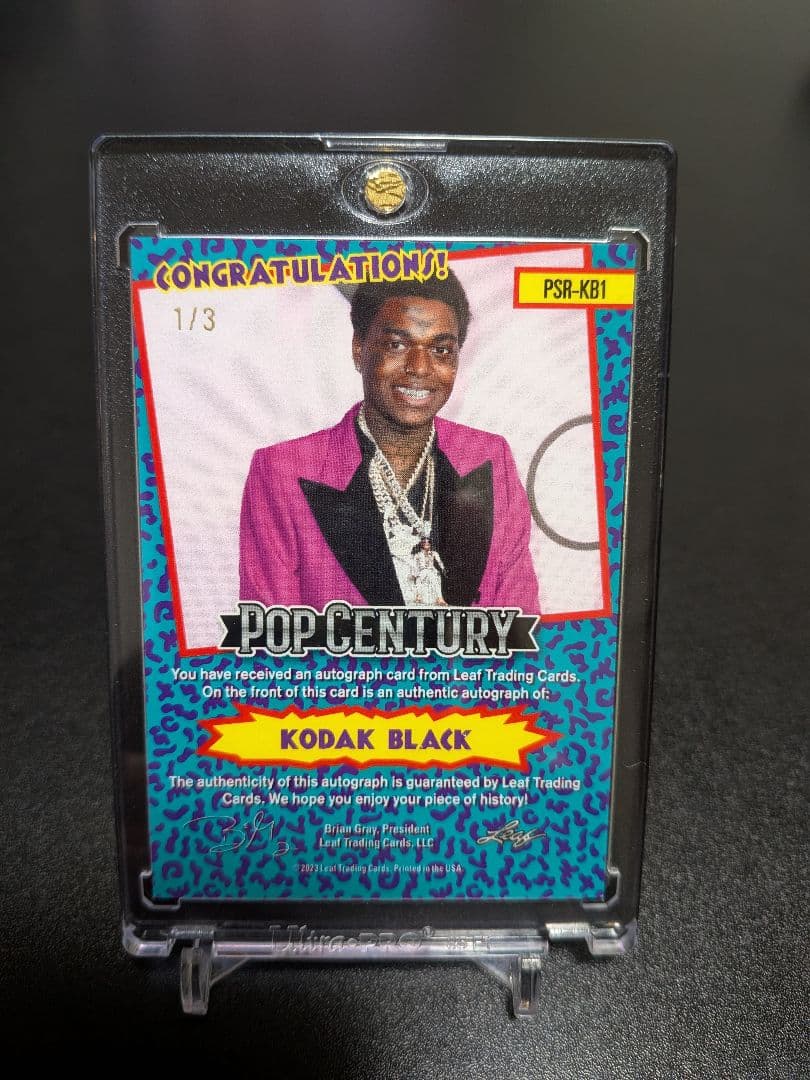 CONGRATULATIONS!
PSR-KB1
1/3
POP CENTURY
You have received an autograph card from Leaf Trading Cards.
On the front of this card is an authentic autograph of:
KODAK BLACK
The authenticity of this autograph is guaranteed by Leaf Trading
Cards. We hope you enjoy your piece of history!
Brian Gray, President
Leaf Trading Cards, LLC
Leaf
©2023 Leaf Trading Cards. Printed in the USA
Ultra•PRO